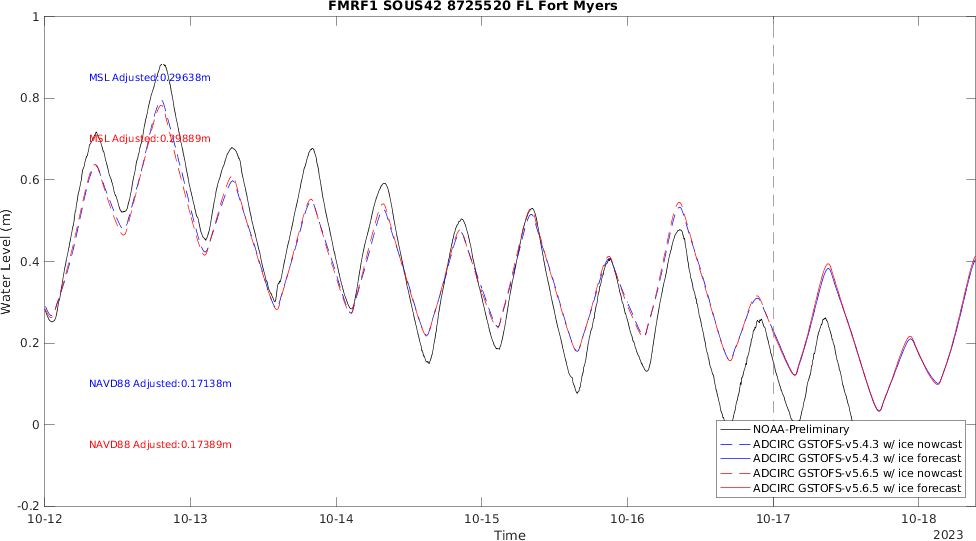 FMRF1 SOUS42 8725520 FL Fort Myers
1
MSL Adjusted:0.29638m
0.8
MSL Adjusted:0.29889m
0.6
Water Level (m)
0.4
0.2
NAVD88 Adjusted:0.17138m
0
NAVD88 Adjusted:0.17389m
NOAA-Preliminary
ADCIRC GSTOFS-v5.4.3 w/ ice nowcast
ADCIRC GSTOFS-v5.4.3 w/ ice forecast
ADCIRC GSTOFS-v5.6.5 w/ ice nowcast
ADCIRC GSTOFS-v5.6.5 w/ ice forecast
-0.2
10-12 10-13 10-14 10-15 10-16 10-17 10-18
Time
2023